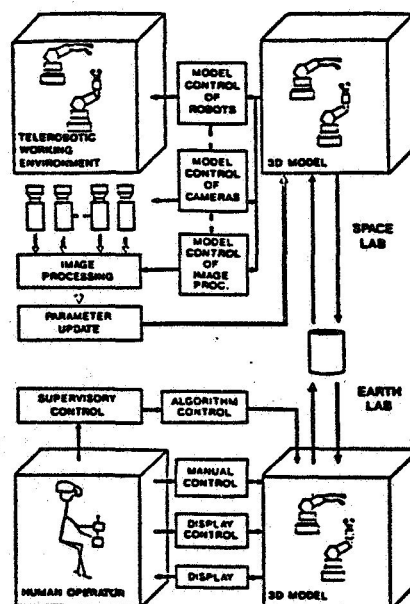 MODEL
CONTROL
OF
ROBOTS
TELEROBOTIC
WORKING
ENVIRONMENT
3D MODEL
MODEL
CONTROL
OF
CAMERAS
MODEL
CONTROL
OF
IMAGE
PROC.
IMAGE
PROCESSING
PARAMETER
UPDATE
SPACE
LAB
EARTH
LAB
SUPERVISORY
CONTROL
ALGORITHM
CONTROL
MANUAL
CONTROL
DISPLAY
CONTROL
DISPLAY
HUMAN OPERATOR
3D MODEL